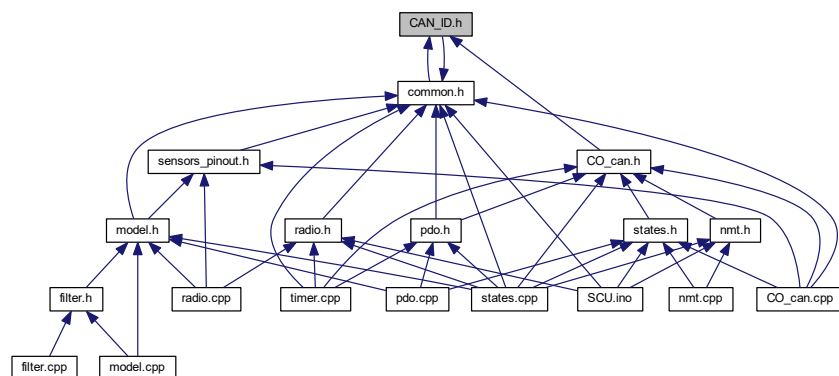 CAN_ID.h
common.h
sensors_pinout.h
CO_can.h
model.h
radio.h
pdo.h
states.h
nmt.h
filter.h
radio.cpp
timer.cpp
pdo.cpp
states.cpp
SCU.ino
nmt.cpp
CO_can.cpp
filter.cpp
model.cpp